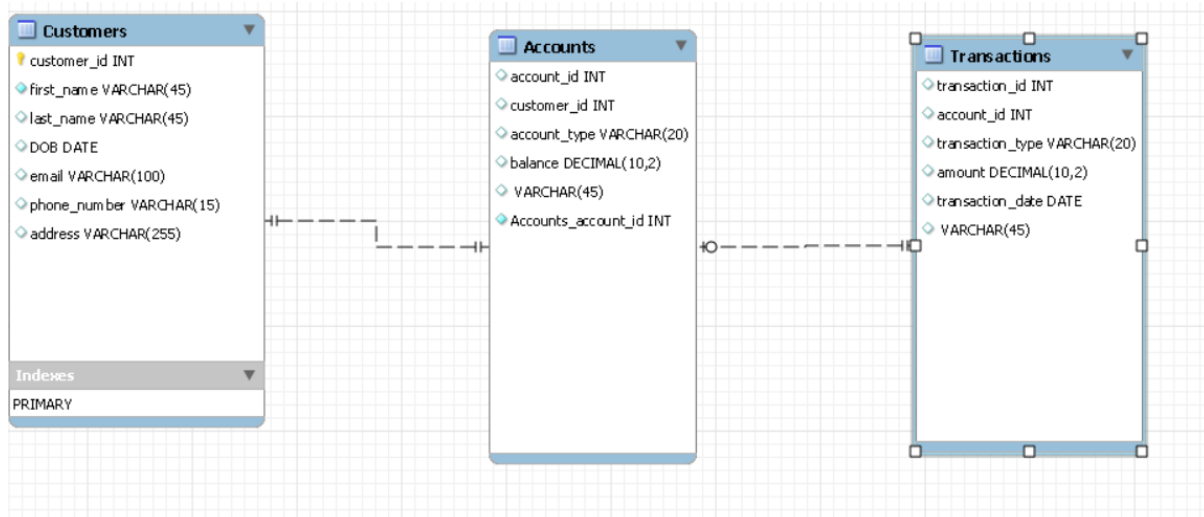 Customers
customer_id INT
first_name VARCHAR(45)
last_name VARCHAR(45)
DOB DATE
email VARCHAR(100)
phone_number VARCHAR(15)
address VARCHAR(255)
Indexes
PRIMARY
Accounts
account_id INT
customer_id INT
account_type VARCHAR(20)
balance DECIMAL(10,2)
VARCHAR(45)
Accounts_account_id INT
Transactions
transaction_id INT
account_id INT
transaction_type VARCHAR(20)
amount DECIMAL(10,2)
transaction_date DATE
VARCHAR(45)